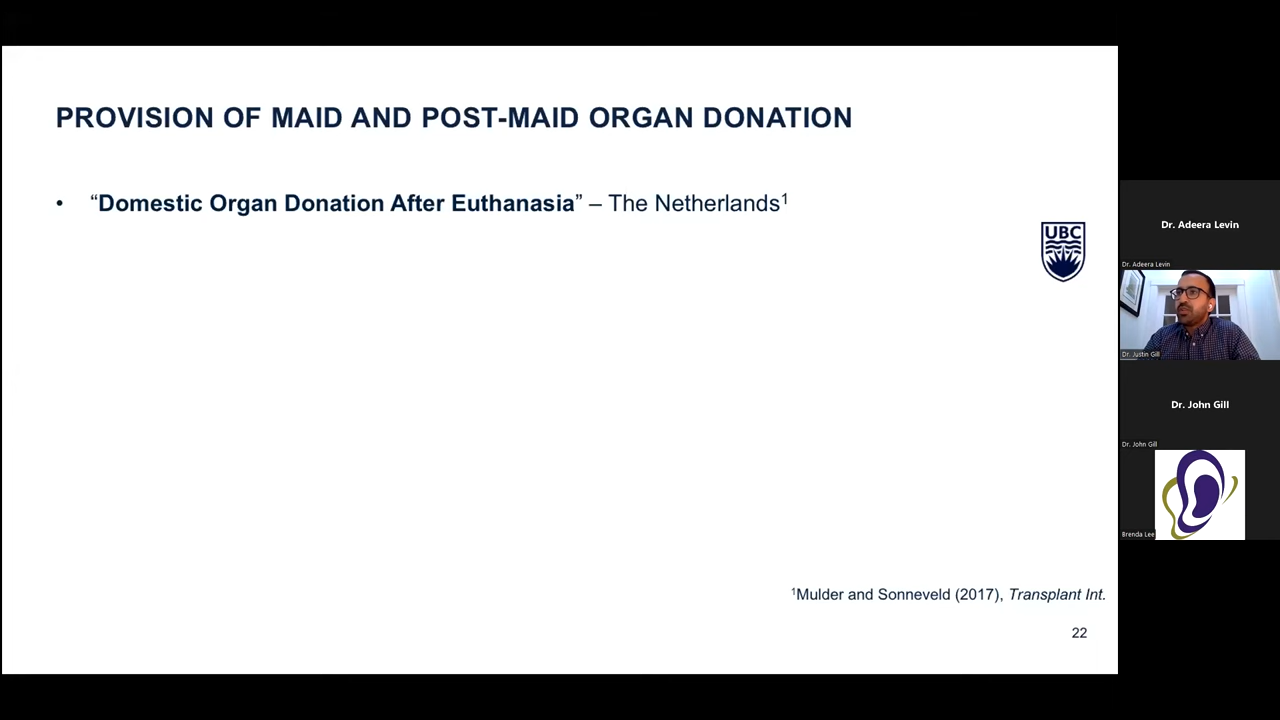 PROVISION OF MAID AND POST-MAID ORGAN DONATION
• “Domestic Organ Donation After Euthanasia” – The Netherlands¹
UBC
¹Mulder and Sonneveld (2017), Transplant Int.
22
Dr. Adeera Levin
Dr. Adeera Levin
Dr. Justin Gill
Dr. John Gill
Dr. John Gill
Brenda Lee